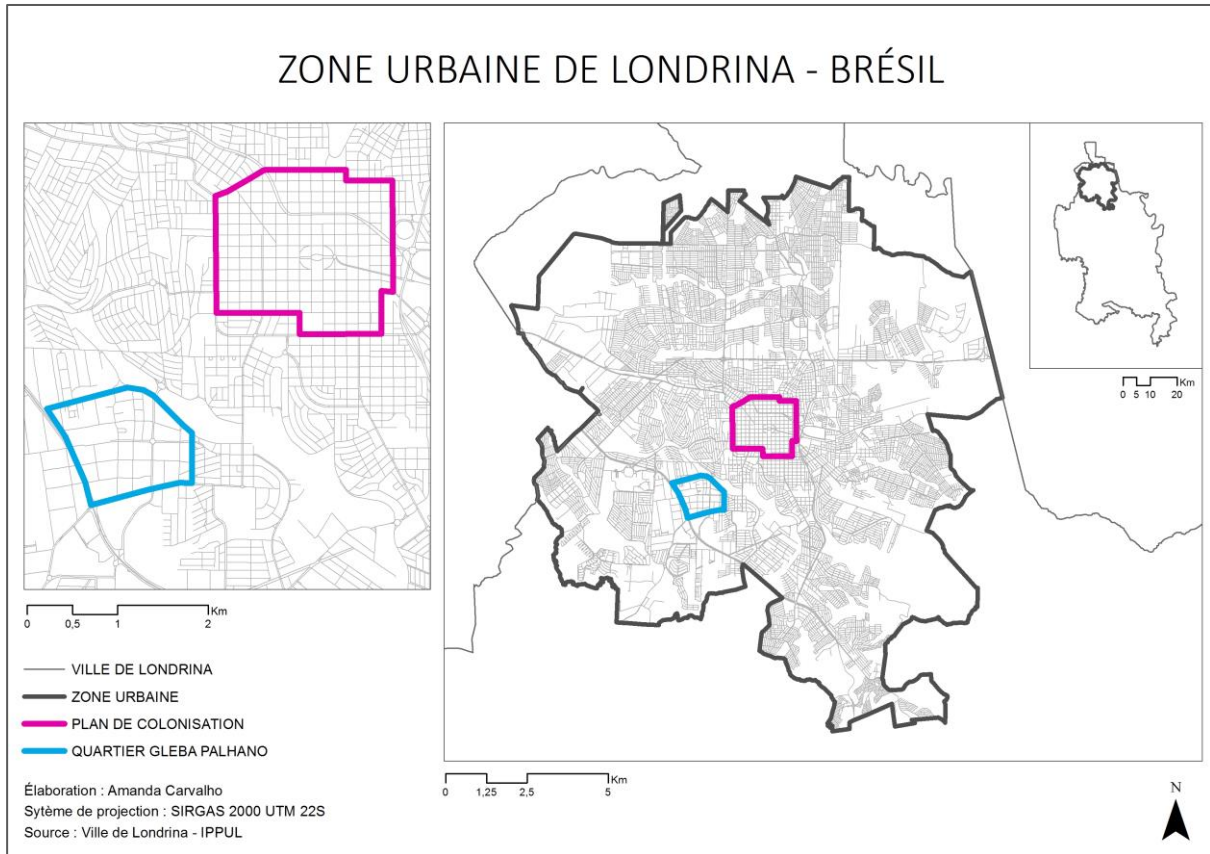 ZONE URBAINE DE LONDRINA - BRÉSIL
Km
0 5 10 20
Km
0 0,5 1 2
VILLE DE LONDRINA
ZONE URBAINE
PLAN DE COLONISATION
QUARTIER GLEBA PALHANO
Km
0 1,25 2,5 5
Élaboration : Amanda Carvalho
Sytème de projection : SIRGAS 2000 UTM 22S
Source : Ville de Londrina - IPPUL
N